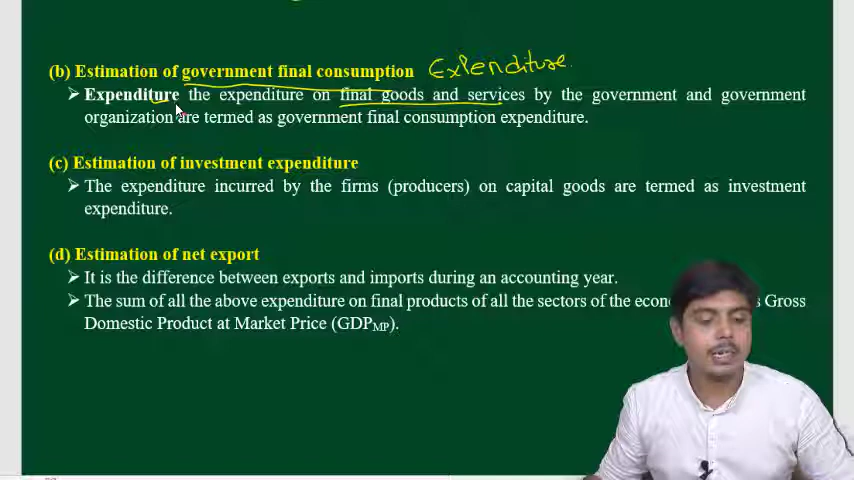 (b) Estimation of government final consumption Expenditure.
➢ Expenditure the expenditure on final goods and services by the government and government
organization are termed as government final consumption expenditure.
(c) Estimation of investment expenditure
➢ The expenditure incurred by the firms (producers) on capital goods are termed as investment
expenditure.
(d) Estimation of net export
➢ It is the difference between exports and imports during an accounting year.
➢ The sum of all the above expenditure on final products of all the sectors of the Gross
Domestic Product at Market Price (GDPMP).